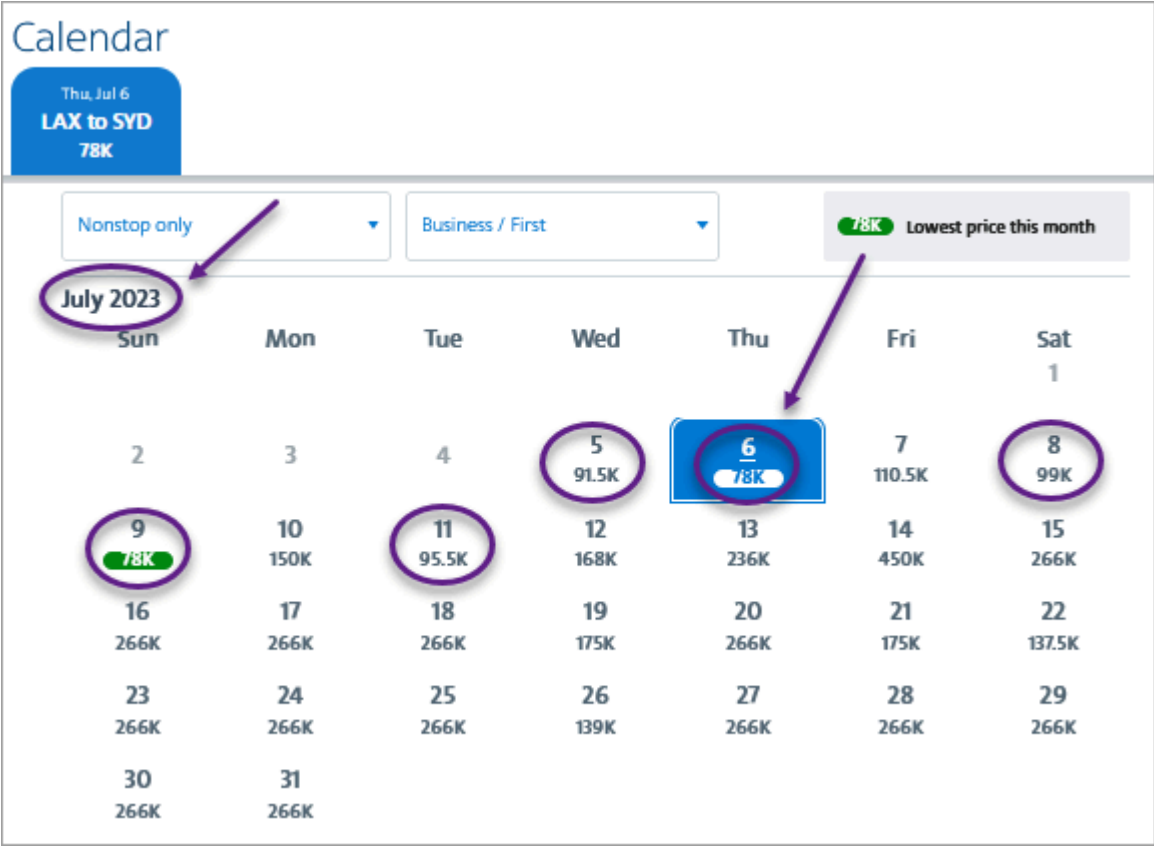 Calendar
Thu, Jul 6
LAX to SYD
78K
Nonstop only
Business / First
78K Lowest price this month
July 2023
Sun Mon Tue Wed Thu Fri Sat
1
2 3 4 5 6 7 8
91.5K 78K 110.5K 99K
9 10 11 12 13 14 15
78K 150K 95.5K 168K 236K 450K 266K
16 17 18 19 20 21 22
266K 266K 266K 175K 266K 175K 137.5K
23 24 25 26 27 28 29
266K 266K 266K 139K 266K 266K 266K
30 31
266K 266K